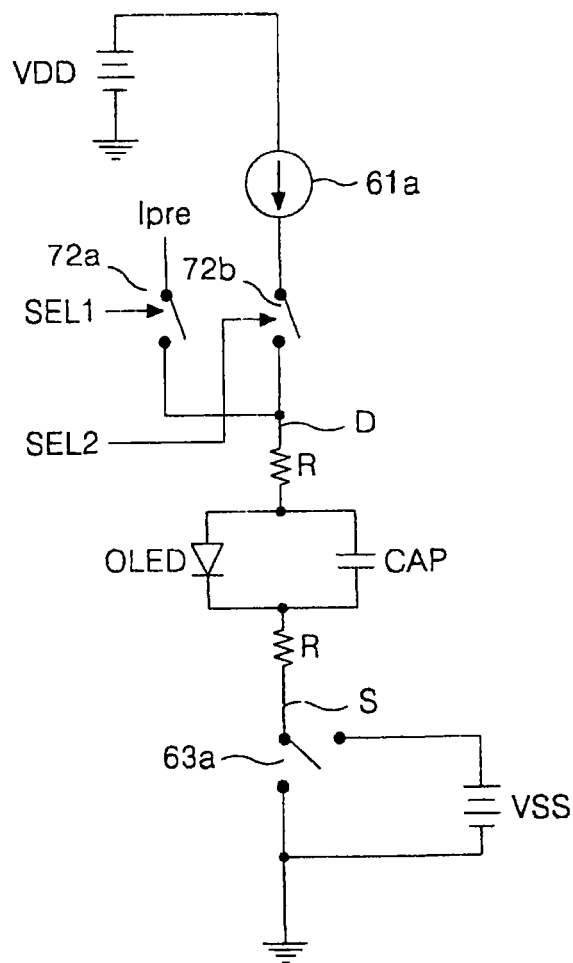 VDD
61a
Ipre
72a
72b
SEL1
SEL2
D
R
OLED
CAP
R
S
63a
VSS